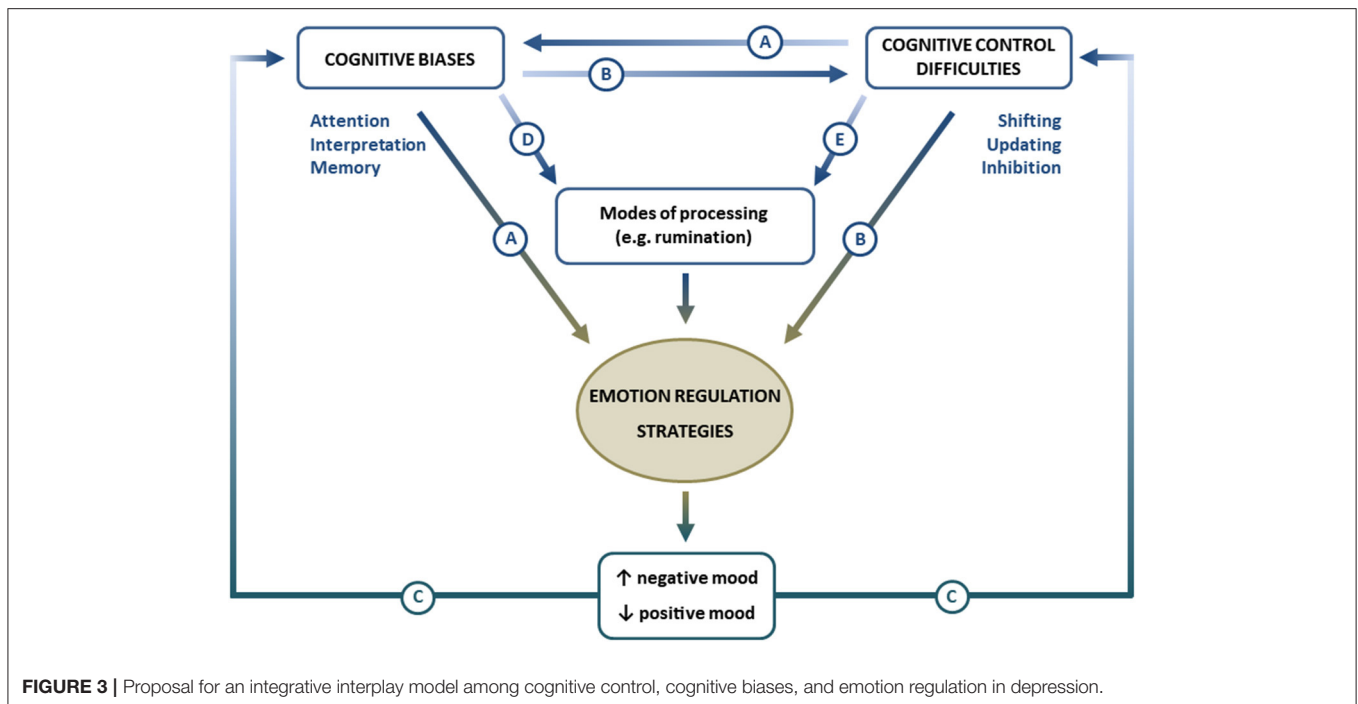 COGNITIVE BIASES
A
B
COGNITIVE CONTROL
DIFFICULTIES
Attention
Interpretation
Memory
D
E
Shifting
Updating
Inhibition
Modes of processing
(e.g. rumination)
A
B
EMOTION REGULATION
STRATEGIES
↑ negative mood
↓ positive mood
C
C
FIGURE 3 | Proposal for an integrative interplay model among cognitive control, cognitive biases, and emotion regulation in depression.